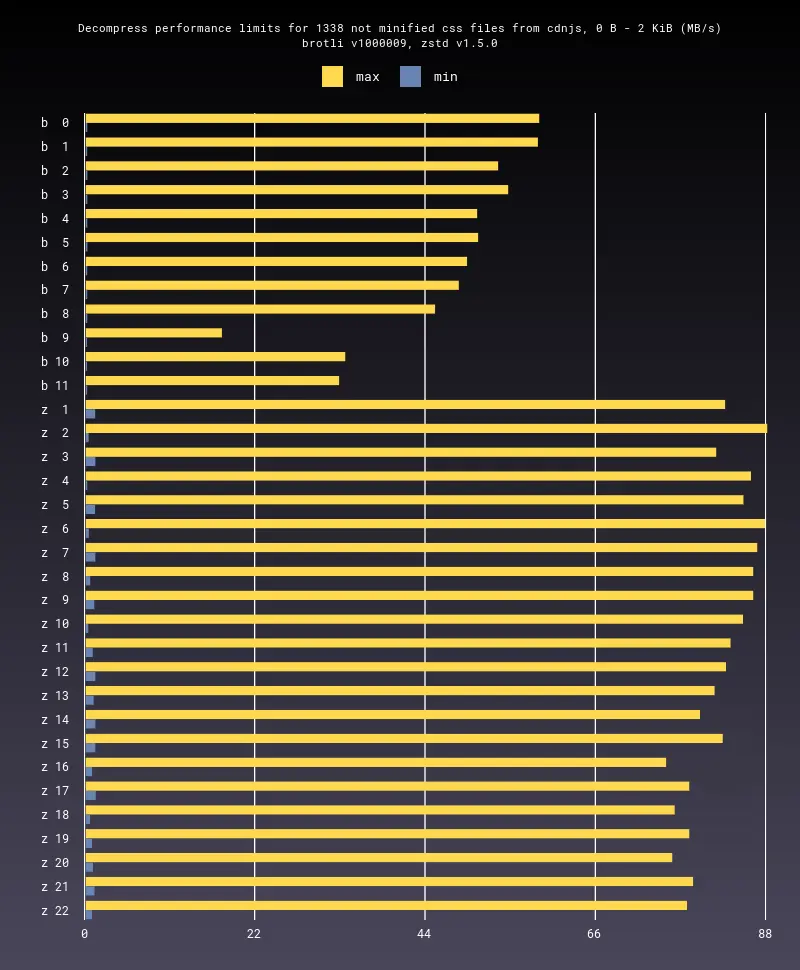 Decompress performance limits for 1338 not minified css files from cdnjs, 0 B - 2 KiB (MB/s)
brotli v1000009, zstd v1.5.0
max min
b 0
b 1
b 2
b 3
b 4
b 5
b 6
b 7
b 8
b 9
b 10
b 11
z 1
z 2
z 3
z 4
z 5
z 6
z 7
z 8
z 9
z 10
z 11
z 12
z 13
z 14
z 15
z 16
z 17
z 18
z 19
z 20
z 21
z 22
0 22 44 66 88